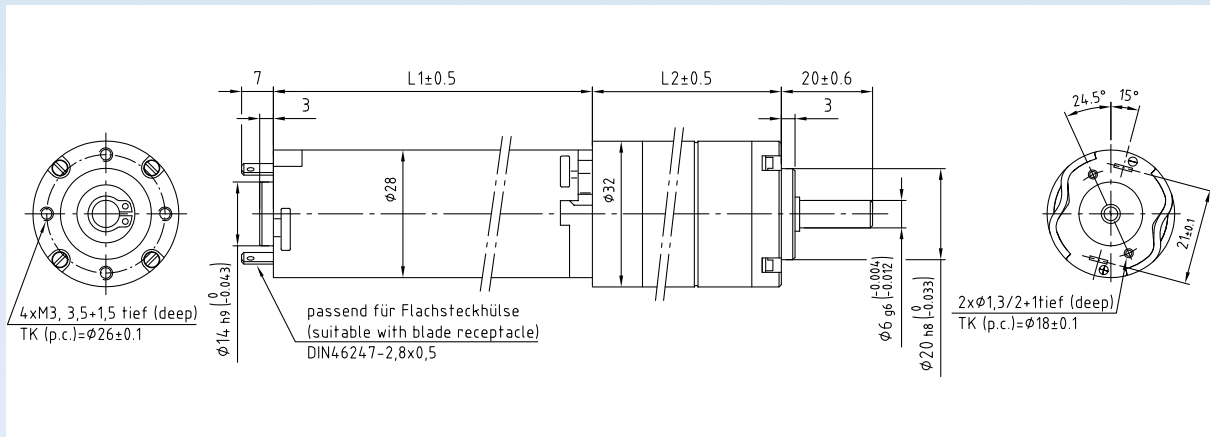 7
L1±0.5
L2±0.5
20±0.6
3
3
24.5°
15°
Φ28
Φ32
21±0.1
4xM3, 3,5+1,5 tief (deep)
TK (p.c.)=Φ26±0.1
Φ14 h9 (0 -0.043)
passend für Flachsteckhülse
(suitable with blade receptacle)
DIN46247-2,8x0,5
Φ6 g6 (-0.004 -0.012)
Φ20 h8 (0 -0.033)
2xΦ1,3/2+1tief (deep)
TK (p.c.)=Φ18±0.1